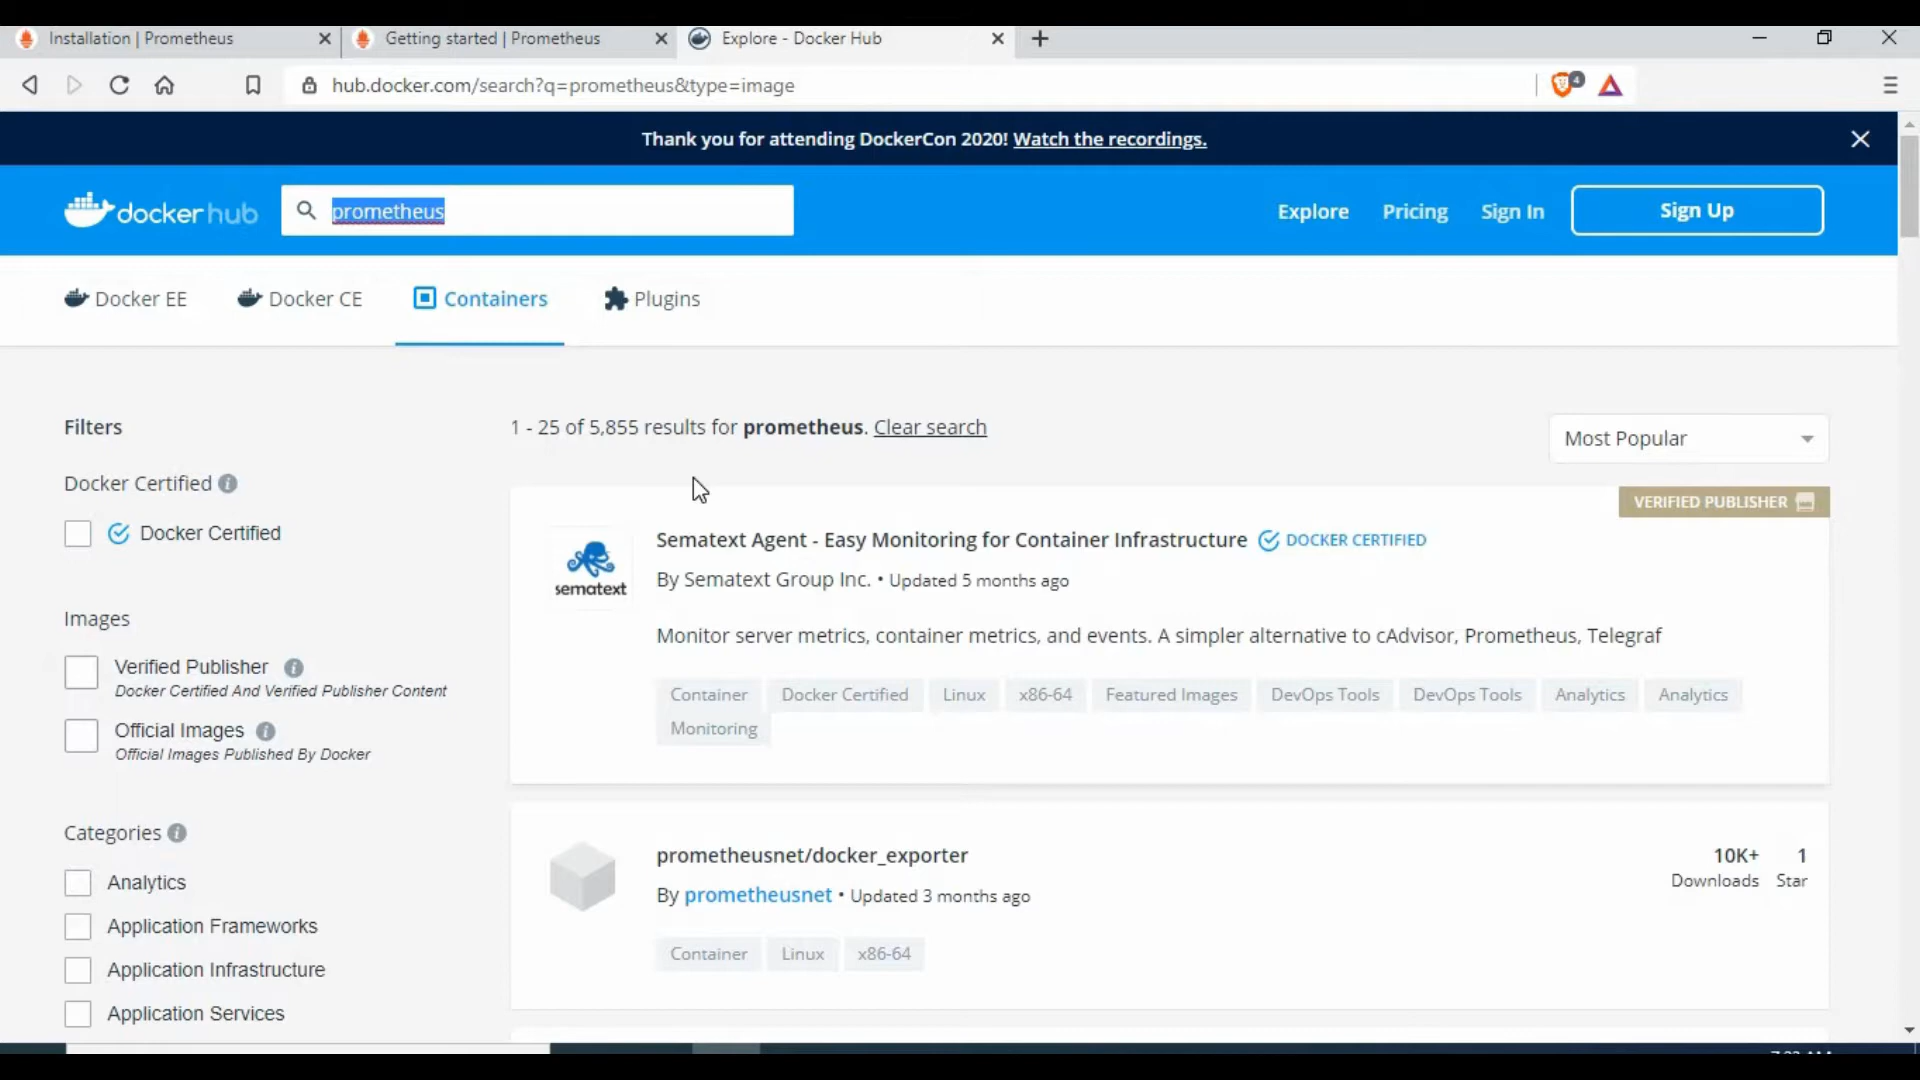 Installation | Prometheus
Getting started | Prometheus
Explore - Docker Hub
hub.docker.com/search?q=prometheus&type=image
4
Thank you for attending DockerCon 2020! Watch the recordings.
docker hub
prometheus
Explore
Pricing
Sign In
Sign Up
Docker EE
Docker CE
Containers
Plugins
Filters
1 - 25 of 5,855 results for prometheus. Clear search
Most Popular
Docker Certified
Docker Certified
Images
Verified Publisher
Docker Certified And Verified Publisher Content
Official Images
Official Images Published By Docker
Categories
Analytics
Application Frameworks
Application Infrastructure
Application Services
VERIFIED PUBLISHER
sematext
Sematext Agent - Easy Monitoring for Container Infrastructure DOCKER CERTIFIED
By Sematext Group Inc. • Updated 5 months ago
Monitor server metrics, container metrics, and events. A simpler alternative to cAdvisor, Prometheus, Telegraf
Container Docker Certified Linux x86-64 Featured Images DevOps Tools DevOps Tools Analytics Analytics
Monitoring
prometheusnet/docker_exporter
By prometheusnet • Updated 3 months ago
Container Linux x86-64
10K+
Downloads
1
Star